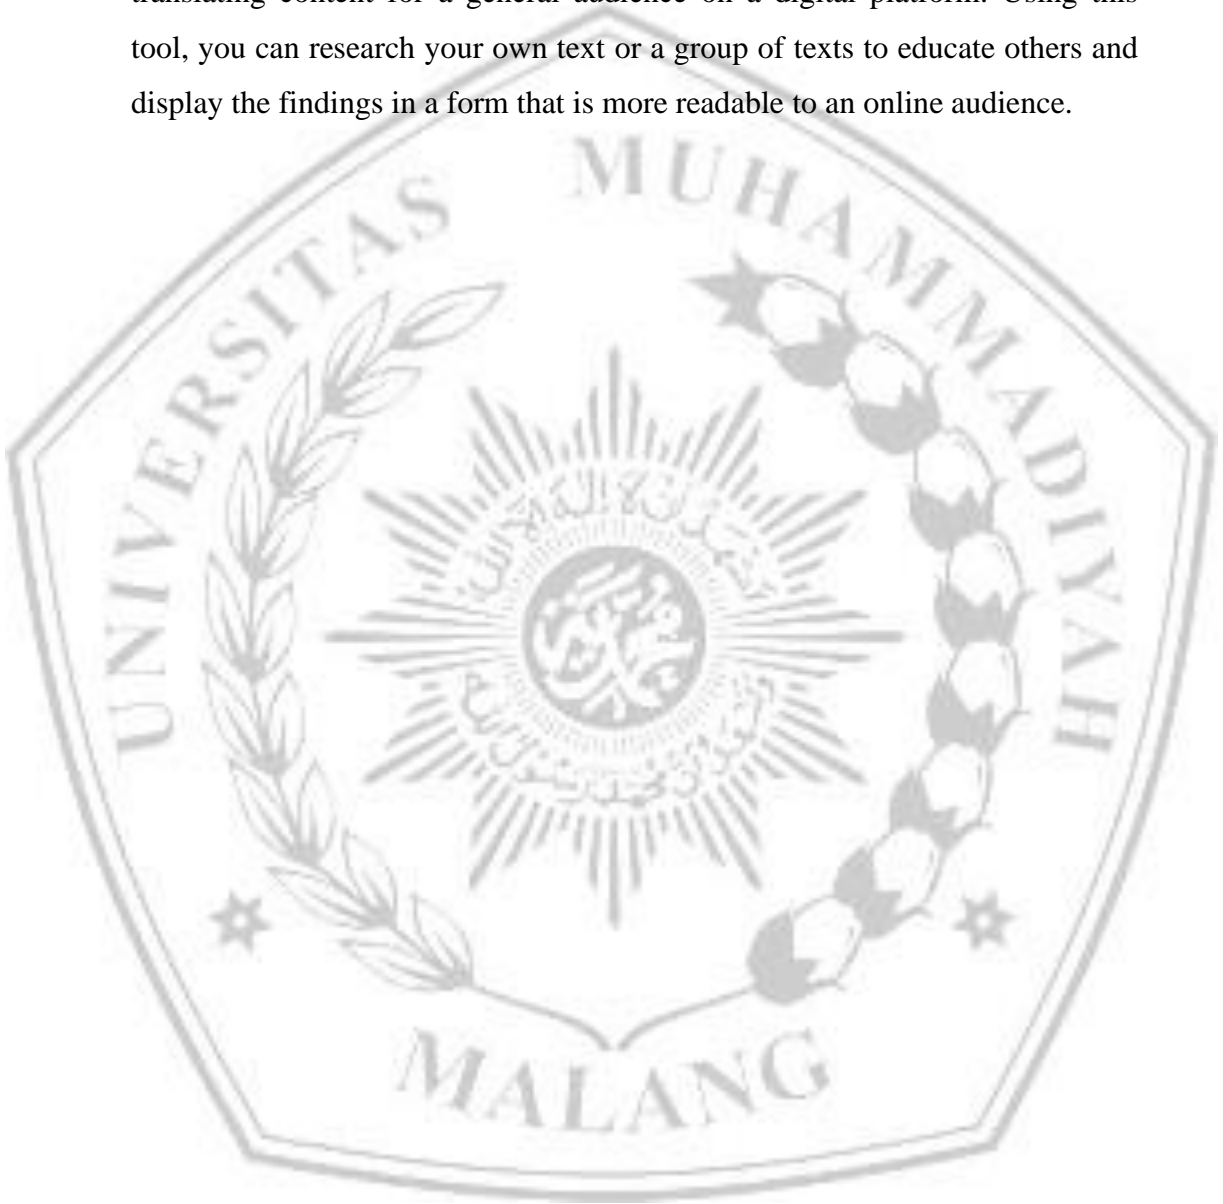 translating content for a general audience on a digital platform. Using this
tool, you can research your own text or a group of texts to educate others and
display the findings in a form that is more readable to an online audience.
UNIVERSITAS MUHAMMADIYAH
MALANG